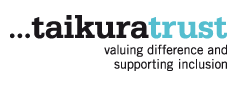 ...taikuratrust
valuing difference and
supporting inclusion